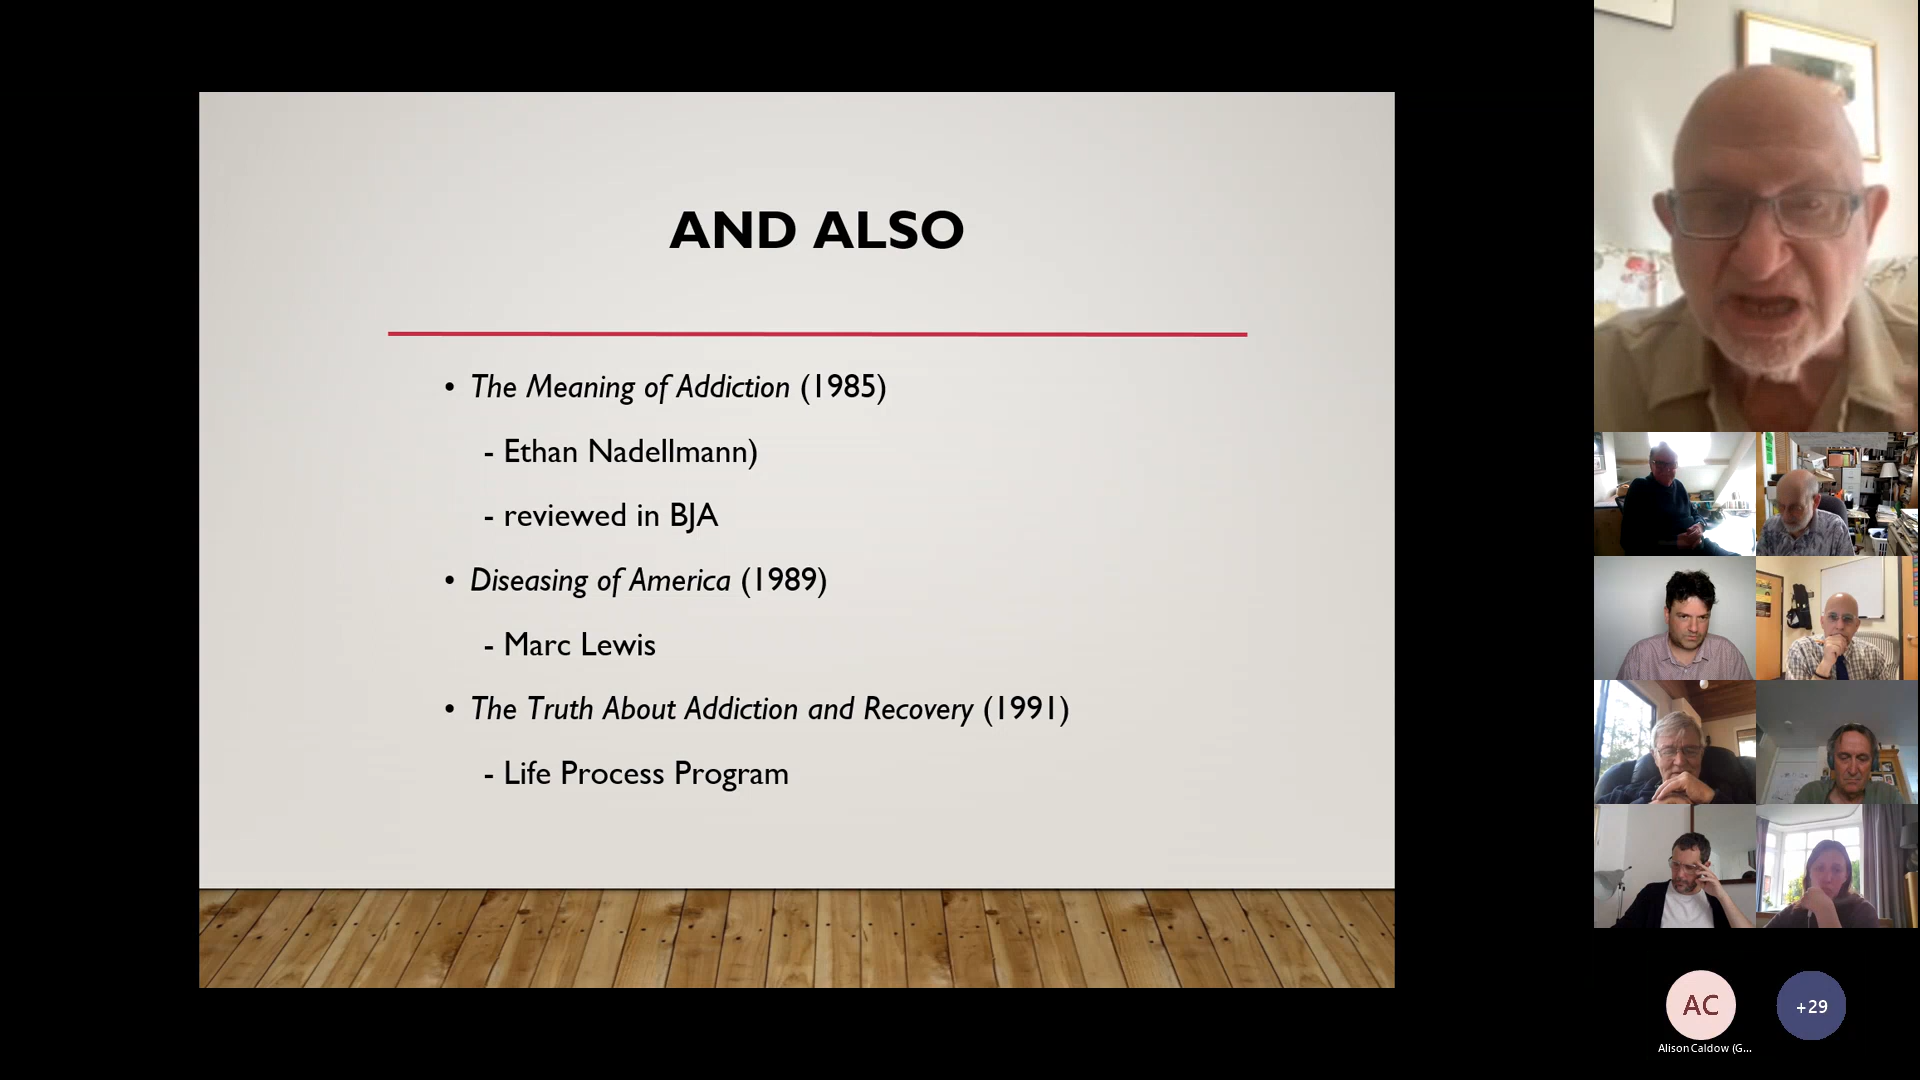 AND ALSO
• The Meaning of Addiction (1985)
- Ethan Nadellmann)
- reviewed in BJA
• Diseasing of America (1989)
- Marc Lewis
• The Truth About Addiction and Recovery (1991)
- Life Process Program
AC
+29
Alison Caldow (G...